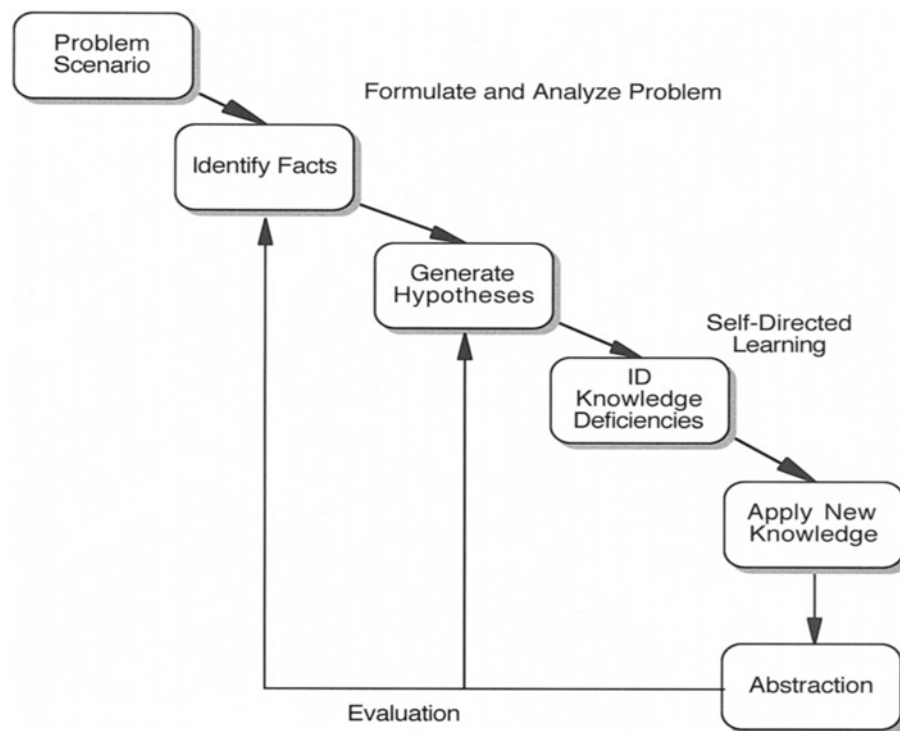 Problem
Scenario
Formulate and Analyze Problem
Identify Facts
Generate
Hypotheses
Self-Directed
Learning
ID
Knowledge
Deficiencies
Apply New
Knowledge
Abstraction
Evaluation